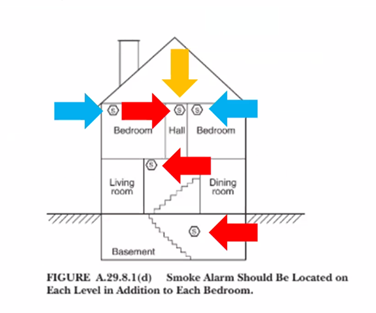 S S S
Bedroom Hall Bedroom
S
Living
room
Dining
room
S
Basement
FIGURE A.29.8.1(d) Smoke Alarm Should Be Located on
Each Level in Addition to Each Bedroom.